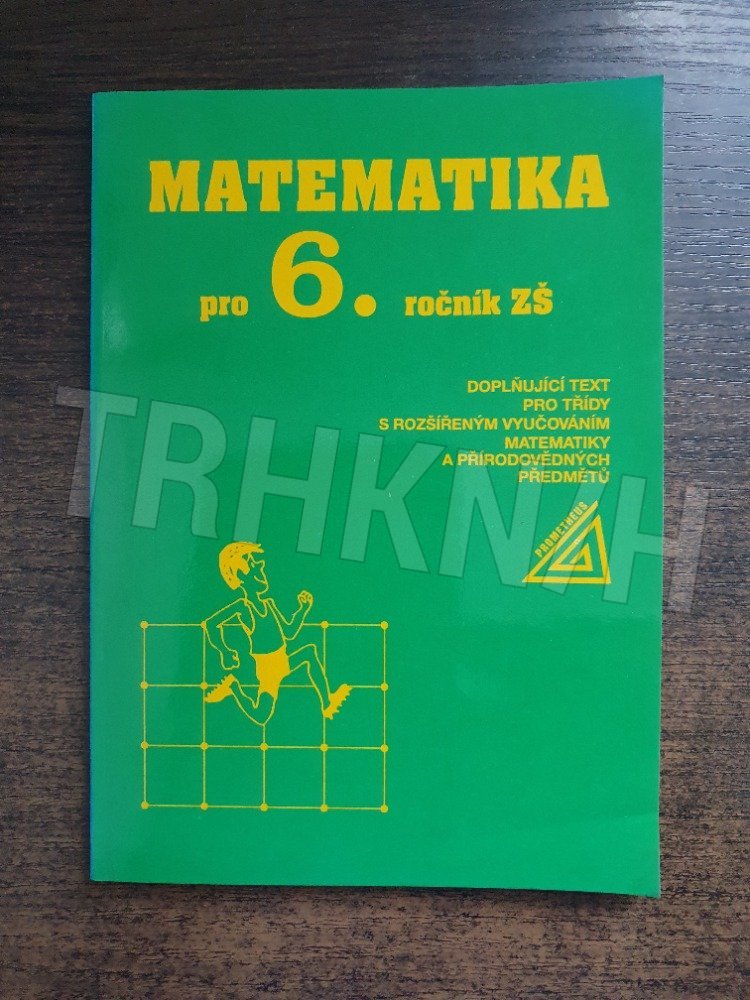 MATEMATIKA
pro 6. ročník ZŠ
DOPLŇUJÍCÍ TEXT
PRO TŘÍDY
S ROZŠÍŘENÝM VYUČOVÁNÍM
MATEMATIKY
A PŘÍRODOVĚDNÝCH
PŘEDMĚTŮ
PROMETHEUS
TRHKNIH